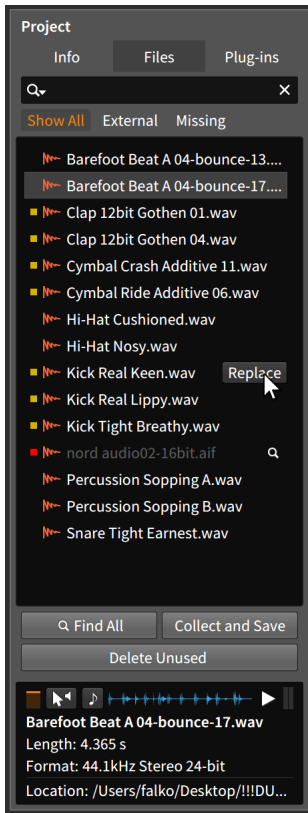 Project
Info Files Plug-ins
Show All External Missing
Barefoot Beat A 04-bounce-13....
Barefoot Beat A 04-bounce-17....
Clap 12bit Gothen 01.wav
Clap 12bit Gothen 04.wav
Cymbal Crash Additive 11.wav
Cymbal Ride Additive 06.wav
Hi-Hat Cushioned.wav
Hi-Hat Nosy.wav
Kick Real Keen.wav Replace
Kick Real Lippy.wav
Kick Tight Breathy.wav
nord audio02-16bit.aif
Percussion Sopping A.wav
Percussion Sopping B.wav
Snare Tight Earnest.wav
Find All Collect and Save
Delete Unused
Barefoot Beat A 04-bounce-17.wav
Length: 4.365 s
Format: 44.1kHz Stereo 24-bit
Location: /Users/falko/Desktop/!!!DU...